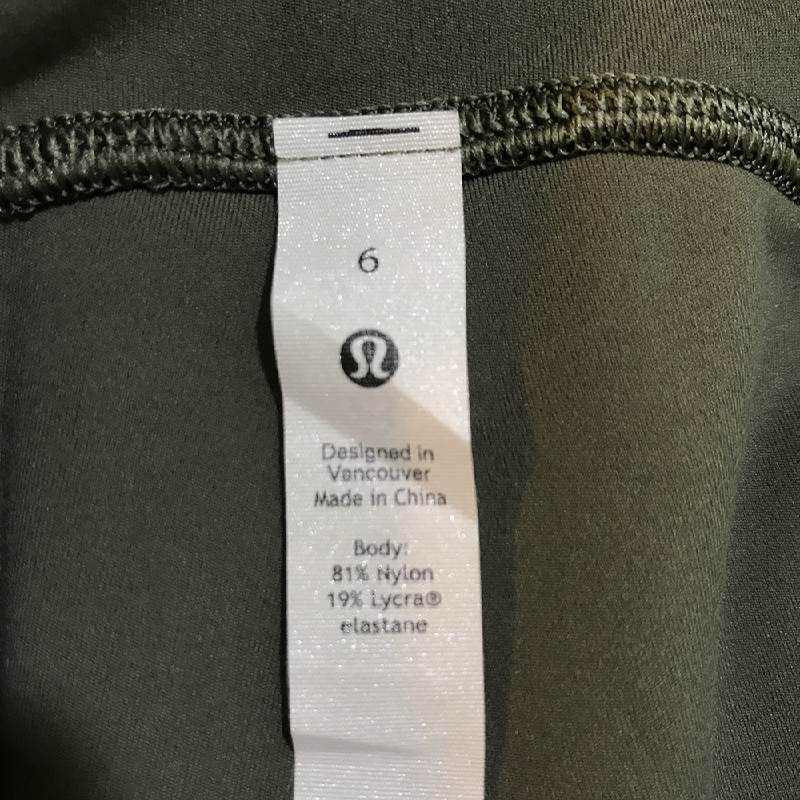 6
Designed in
Vancouver
Made in China
Body:
81% Nylon
19% Lycra®
elastane